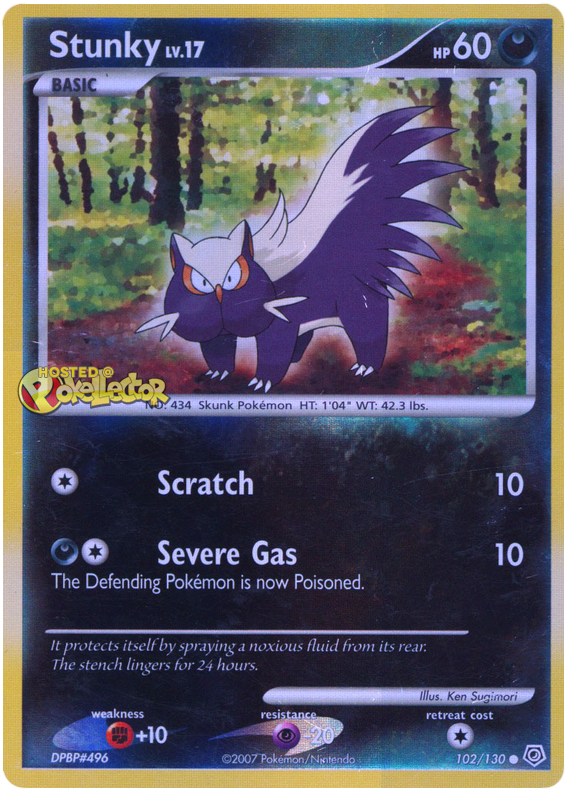 Stunky LV.17
HP 60
BASIC
HOSTED @
Pokellector
NO: 434 Skunk Pokémon HT: 1'04" WT: 42.3 lbs.
Scratch 10
Severe Gas 10
The Defending Pokémon is now Poisoned.
It protects itself by spraying a noxious fluid from its rear.
The stench lingers for 24 hours.
Illus. Ken Sugimori
weakness resistance retreat cost
+10 -20
DPBP#496 ©2007 Pokémon/Nintendo 102/130